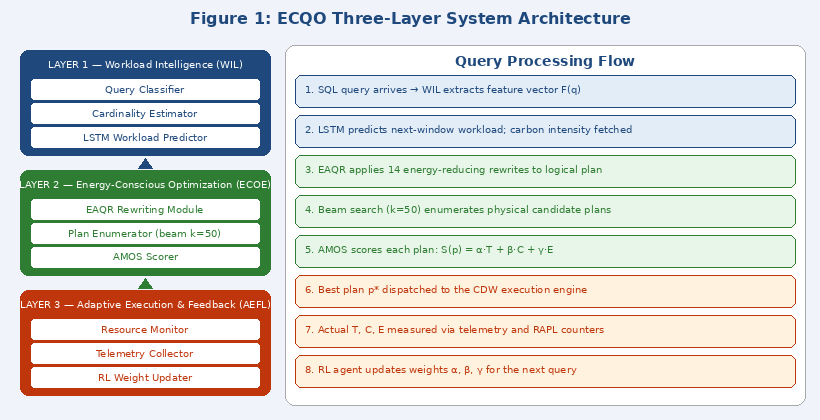 Figure 1: ECQO Three-Layer System Architecture
LAYER 1 — Workload Intelligence (WIL)
Query Classifier
Cardinality Estimator
LSTM Workload Predictor
LAYER 2 — Energy-Conscious Optimization (ECOE)
EAQR Rewriting Module
Plan Enumerator (beam k=50)
AMOS Scorer
LAYER 3 — Adaptive Execution & Feedback (AEFL)
Resource Monitor
Telemetry Collector
RL Weight Updater
Query Processing Flow
1. SQL query arrives → WIL extracts feature vector F(q)
2. LSTM predicts next-window workload; carbon intensity fetched
3. EAQR applies 14 energy-reducing rewrites to logical plan
4. Beam search (k=50) enumerates physical candidate plans
5. AMOS scores each plan: S(p) = α·T + β·C + γ·E
6. Best plan p* dispatched to the CDW execution engine
7. Actual T, C, E measured via telemetry and RAPL counters
8. RL agent updates weights α, β, γ for the next query